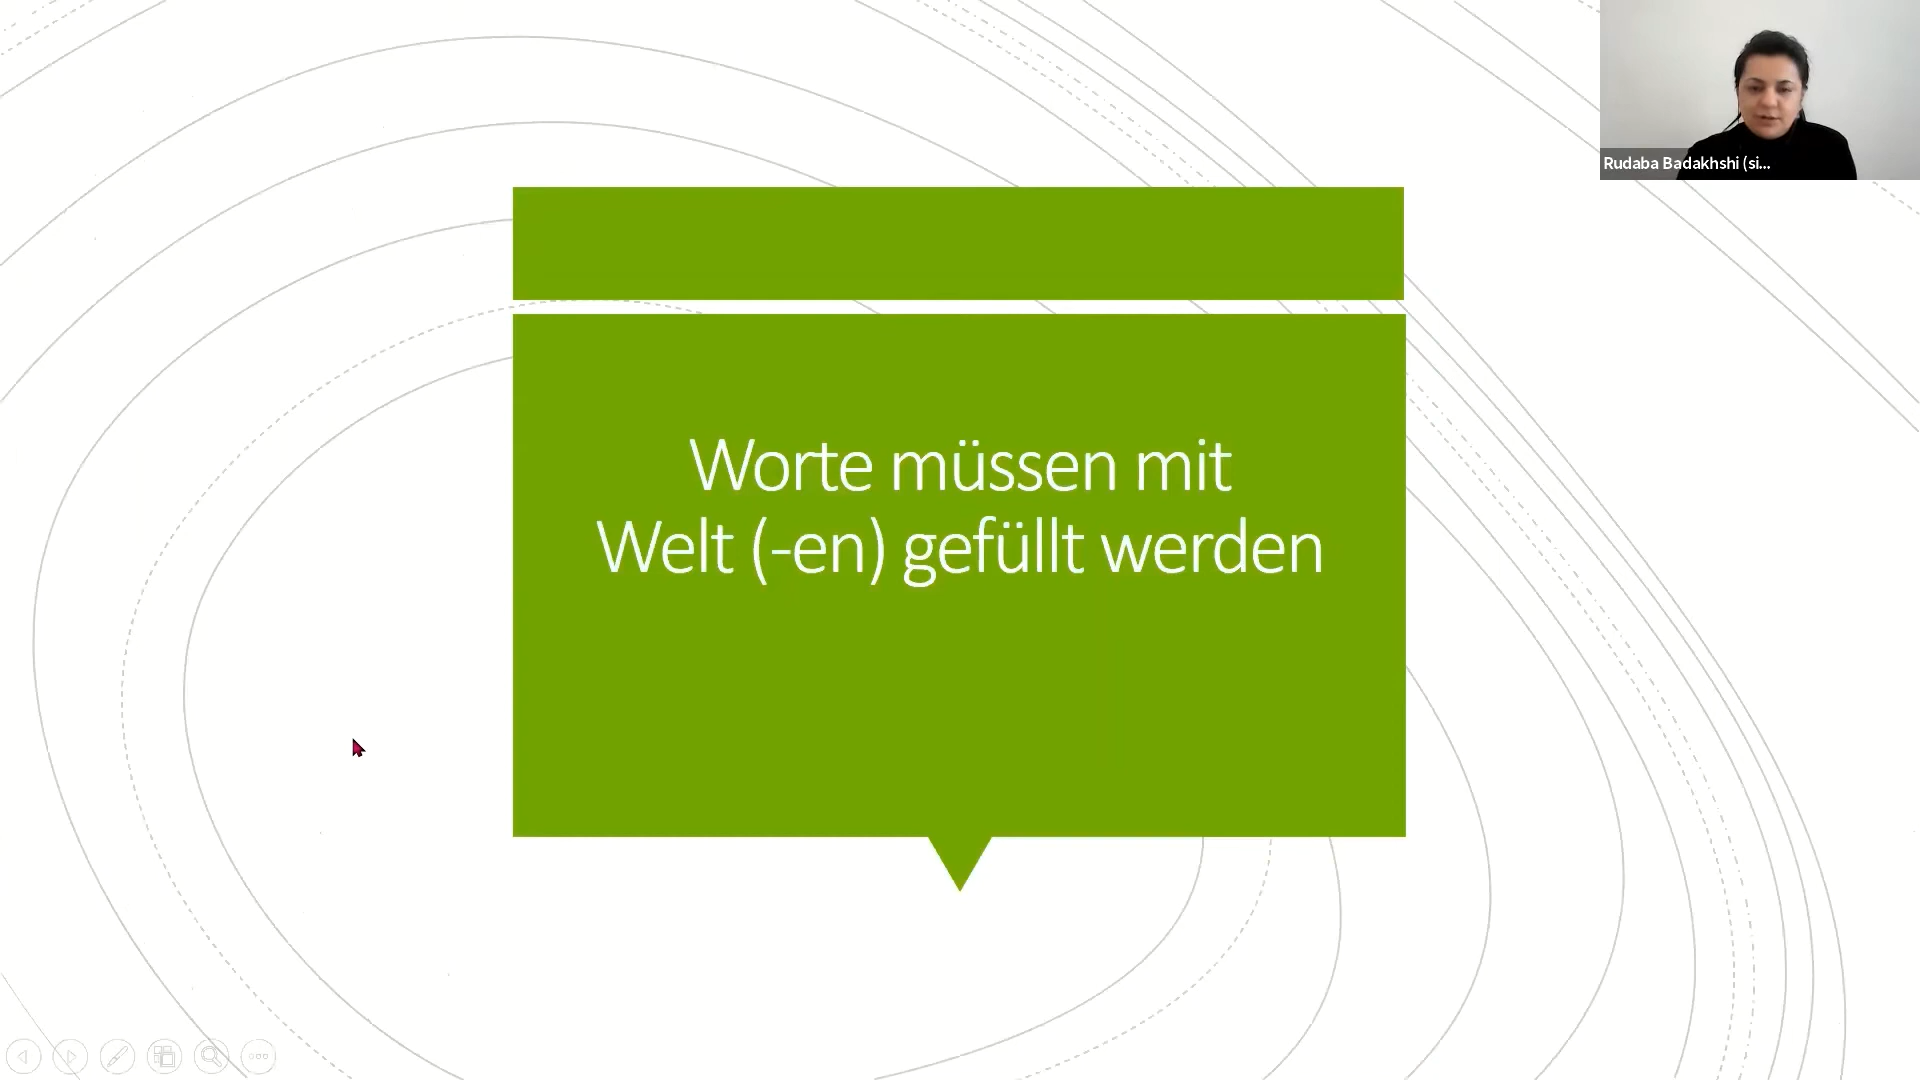 Rudaba Badakhshi (si...
Worte müssen mit
Welt (-en) gefüllt werden